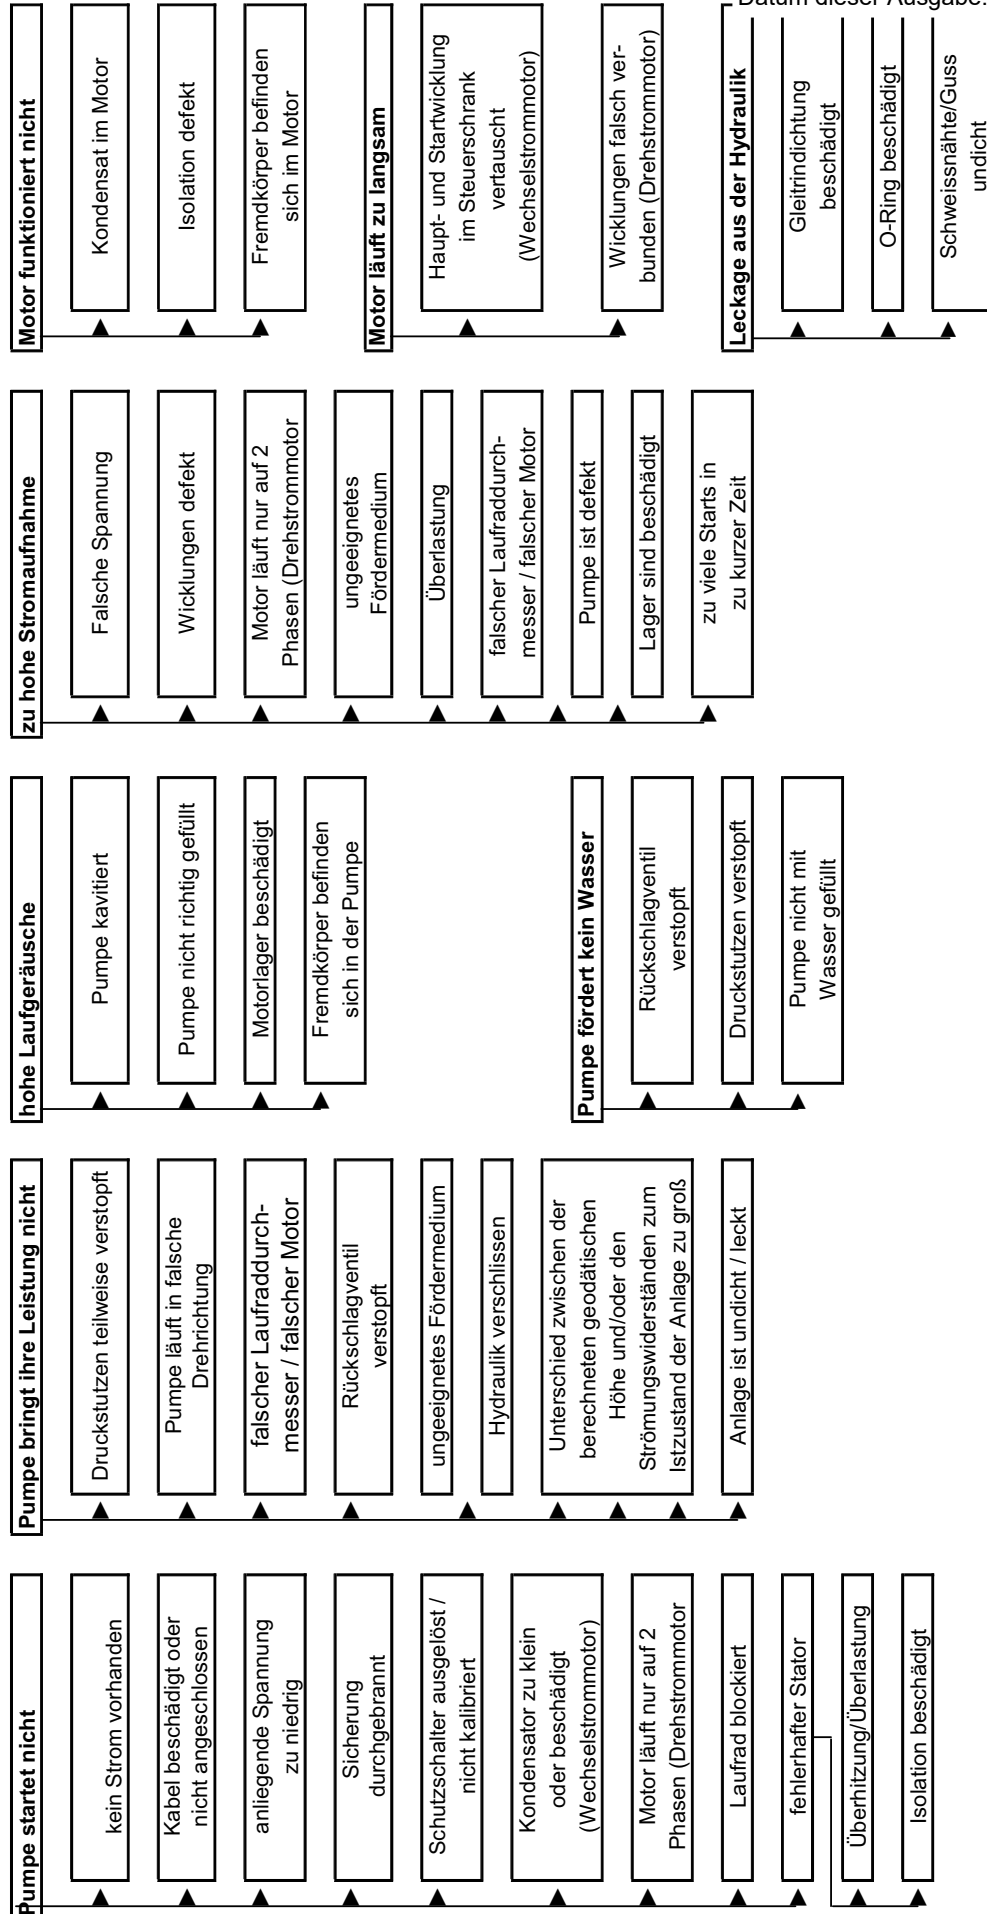 Pumpe startet nicht
kein Strom vorhanden
Kabel beschädigt oder
nicht angeschlossen
anliegende Spannung
zu niedrig
Sicherung
durchgebrannt
Schutzschalter ausgelöst /
nicht kalibriert
Kondensator zu klein
oder beschädigt
(Wechselstrommotor)
Motor läuft nur auf 2
Phasen (Drehstrommotor
Laufrad blockiert
fehlerhafter Stator
Überhitzung/Überlastung
Isolation beschädigt
Pumpe bringt ihre Leistung nicht
Druckstutzen teilweise verstopft
Pumpe läuft in falsche
Drehrichtung
falscher Laufraddurch-
messer / falscher Motor
Rückschlagventil
verstopft
ungeeignetes Fördermedium
Hydraulik verschlissen
Unterschied zwischen der
berechneten geodätischen
Höhe und/oder den
Strömungswiderständen zum
Istzustand der Anlage zu groß
Anlage ist undicht / leckt
hohe Laufgeräusche
Pumpe kavitiert
Pumpe nicht richtig gefüllt
Motorlager beschädigt
Fremdkörper befinden
sich in der Pumpe
Pumpe fördert kein Wasser
Rückschlagventil
verstopft
Druckstutzen verstopft
Pumpe nicht mit
Wasser gefüllt
zu hohe Stromaufnahme
Falsche Spannung
Wicklungen defekt
Motor läuft nur auf 2
Phasen (Drehstrommotor
ungeeignetes
Fördermedium
Überlastung
falscher Laufraddurch-
messer / falscher Motor
Pumpe ist defekt
Lager sind beschädigt
zu viele Starts in
zu kurzer Zeit
Motor funktioniert nicht
Kondensat im Motor
Isolation defekt
Fremdkörper befinden
sich im Motor
Motor läuft zu langsam
Haupt- und Startwicklung
im Steuerschrank
vertauscht
(Wechselstrommotor)
Wicklungen falsch ver-
bunden (Drehstrommotor)
Leckage aus der Hydraulik
Gleitrindichtung
beschädigt
O-Ring beschädigt
Schweissnähte/Guss
undicht
Datum dieser Ausgabe: